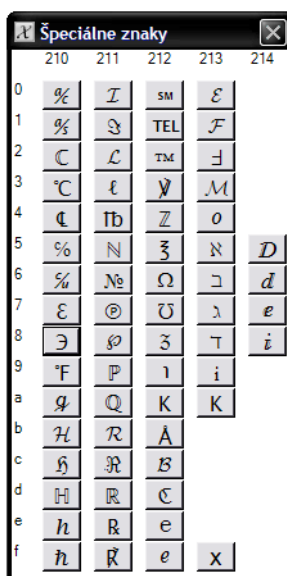 Špeciálne znaky
210 211 212 213 214
0 ℀ ℐ ℠ ℰ
1 ℁ ℑ ℡ ℱ
2 ℂ ℒ ™ Ⅎ
3 ℃ ℓ ℣ ℳ
4 ℄ ℔ ℤ ℴ
5 ℅ ℕ ℥ ℵ ⅅ
6 ℆ № Ω ℶ ⅆ
7 ℇ ℗ ℧ ℷ ⅇ
8 ℈ ℘ ℨ ℸ ⅈ
9 ℉ ℙ ℩ ℹ
a ℊ ℚ K K
b ℋ ℛ Å
c ℌ ℜ ℬ
d ℍ ℝ ℭ
e ℎ ℞ ℮
f ℏ ℟ ℯ x